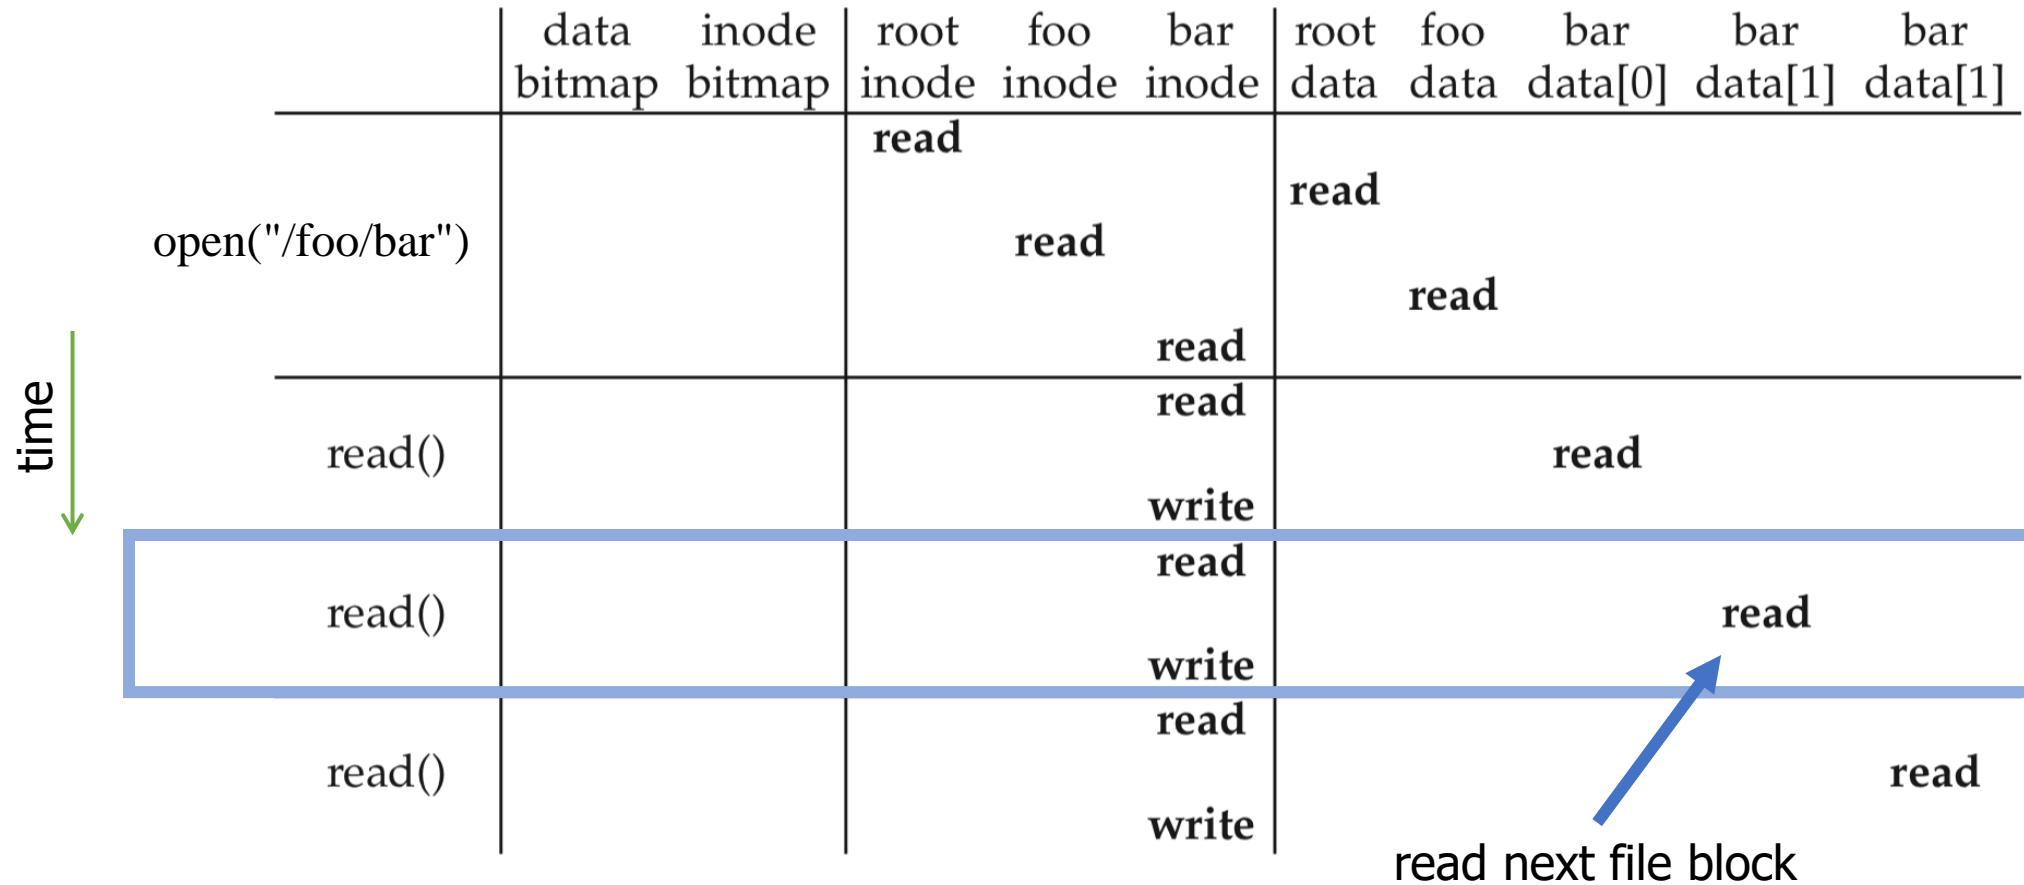 data inode root foo bar root foo bar bar bar
bitmap bitmap inode inode inode data data data[0] data[1] data[1]
read
read
open("/foo/bar") read
read
read
time
read
read() read
write
read
read() read
write
read
read() read
write
read next file block